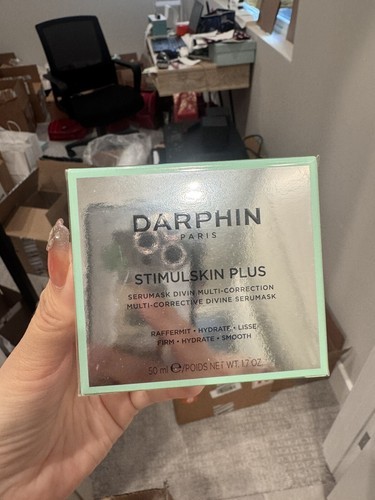 DARPHIN
PARIS
STIMULSKIN PLUS
SERUMASK DIVIN MULTI-CORRECTION
MULTI-CORRECTIVE DIVINE SERUMASK
RAFFERMIT • HYDRATE • LISSE
FIRM • HYDRATE • SMOOTH
50 ml ℮/POIDS NET WT. 1.7 OZ.